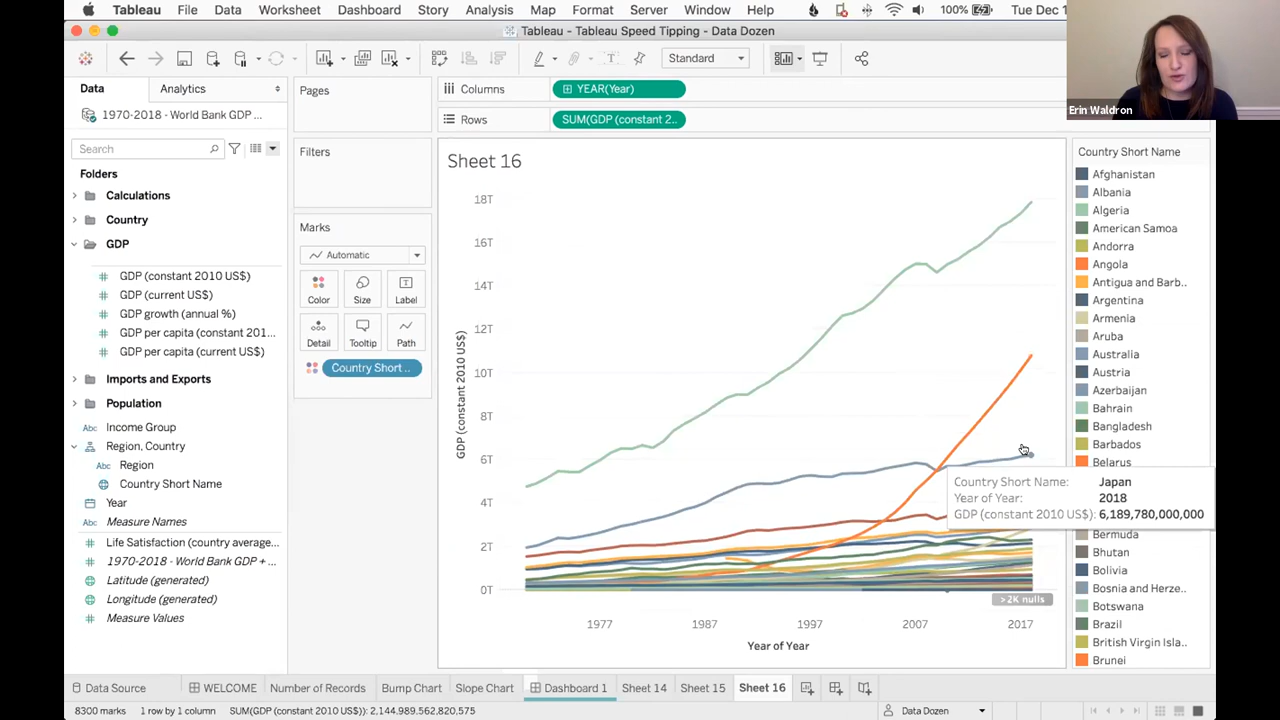 Tableau File Data Worksheet Dashboard Story Analysis Map Format Server Window Help 100% Tue Dec 1
Tableau - Tableau Speed Tipping - Data Dozen
Standard
Erin Waldron
Data Analytics
1970-2018 - World Bank GDP ...
Search
Folders
Calculations
Country
GDP
GDP (constant 2010 US$)
GDP (current US$)
GDP growth (annual %)
GDP per capita (constant 201...
GDP per capita (current US$)
Imports and Exports
Population
Abc Income Group
Region, Country
Abc Region
Country Short Name
Year
Abc Measure Names
Life Satisfaction (country average...
1970-2018 - World Bank GDP + ...
Latitude (generated)
Longitude (generated)
Measure Values
Pages
Filters
Marks
Automatic
Color Size Label
Detail Tooltip Path
Country Short ..
Columns YEAR(Year)
Rows SUM(GDP (constant 2..
Sheet 16
18T
16T
14T
12T
10T
8T
6T
4T
2T
0T
GDP (constant 2010 US$)
1977 1987 1997 2007 2017
Year of Year
>2K nulls
Country Short Name: Japan
Year of Year: 2018
GDP (constant 2010 US$): 6,189,780,000,000
Country Short Name
Afghanistan
Albania
Algeria
American Samoa
Andorra
Angola
Antigua and Barb..
Argentina
Armenia
Aruba
Australia
Austria
Azerbaijan
Bahrain
Bangladesh
Barbados
Belarus
Bermuda
Bhutan
Bolivia
Bosnia and Herze..
Botswana
Brazil
British Virgin Isla..
Brunei
Data Source WELCOME Number of Records Bump Chart Slope Chart Dashboard 1 Sheet 14 Sheet 15 Sheet 16
8300 marks 1 row by 1 column SUM(GDP (constant 2010 US$)): 2,144,989,562,820,575 Data Dozen